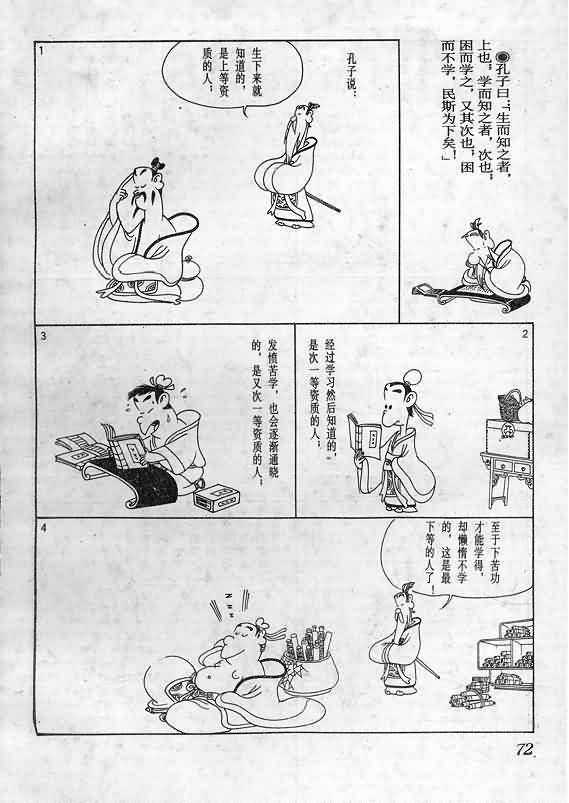 ◉孔子曰：「生而知之者，
上也，学而知之者，次也；
困而学之，又其次也；困
而不学，民斯为下矣！」
1
孔子说：
生下来就
知道的，
是上等资
质的人；
2
经过学习然后知道的，
是次一等资质的人；
3
发愤苦学，也会逐渐通晓
的，是又次一等资质的人；
4
至于下苦功
才能学得，
却懒惰不学
的，这是最
下等的人了！
Z
Z
Z
72